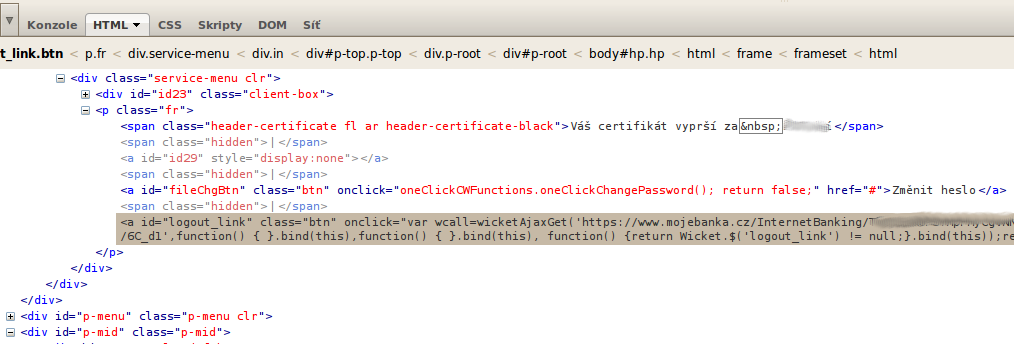 Konzole HTML CSS Skripty DOM Síť
t_link.btn < p.fr < div.service-menu < div.in < div#p-top.p-top < div.p-root < div#p-root < body#hp.hp < html < frame < frameset < html
<div class="service-menu clr">
<div id="id23" class="client-box">
<p class="fr">
<span class="header-certificate fl ar header-certificate-black">Váš certifikát vyprší za&nbsp; </span>
<span class="hidden">|</span>
<a id="id29" style="display:none"></a>
<span class="hidden">|</span>
<a id="fileChgBtn" class="btn" onclick="oneClickCWFunctions.oneClickChangePassword(); return false;" href="#">Změnit heslo</a>
<span class="hidden">|</span>
<a id="logout_link" class="btn" onclick="var wcall=wicketAjaxGet('https://www.mojebanka.cz/InternetBanking/
/6C_d1',function() { }.bind(this),function() { }.bind(this), function() {return Wicket.$('logout_link') != null;}.bind(this));re
</p>
</div>
</div>
</div>
<div id="p-menu" class="p-menu clr">
<div id="p-mid" class="p-mid">